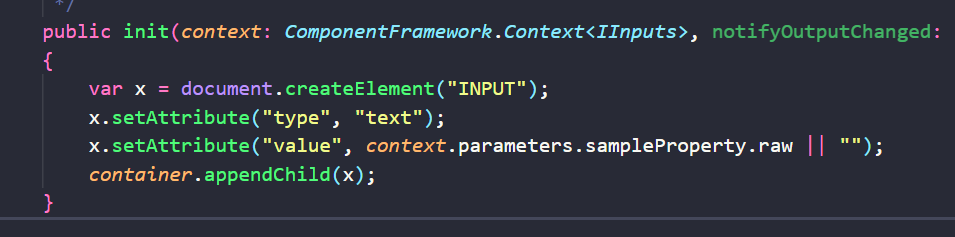 */
public init(context: ComponentFramework.Context<IInputs>, notifyOutputChanged:
{
var x = document.createElement("INPUT");
x.setAttribute("type", "text");
x.setAttribute("value", context.parameters.sampleProperty.raw || "");
container.appendChild(x);
}